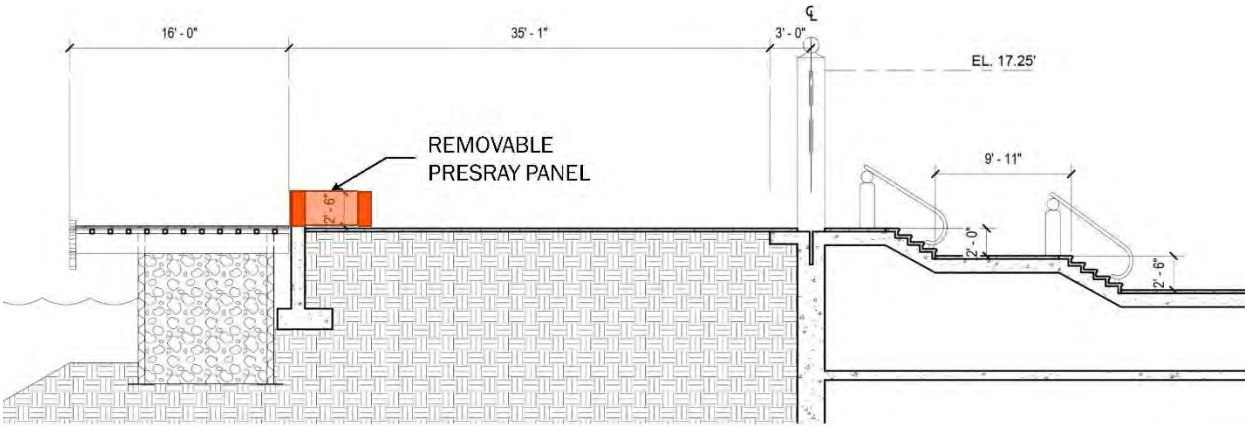 ℄
16' - 0"
35' - 1"
3' - 0"
EL. 17.25'
REMOVABLE
PRESRAY PANEL
9' - 11"
2' - 6"
2' - 0"
2' - 6"